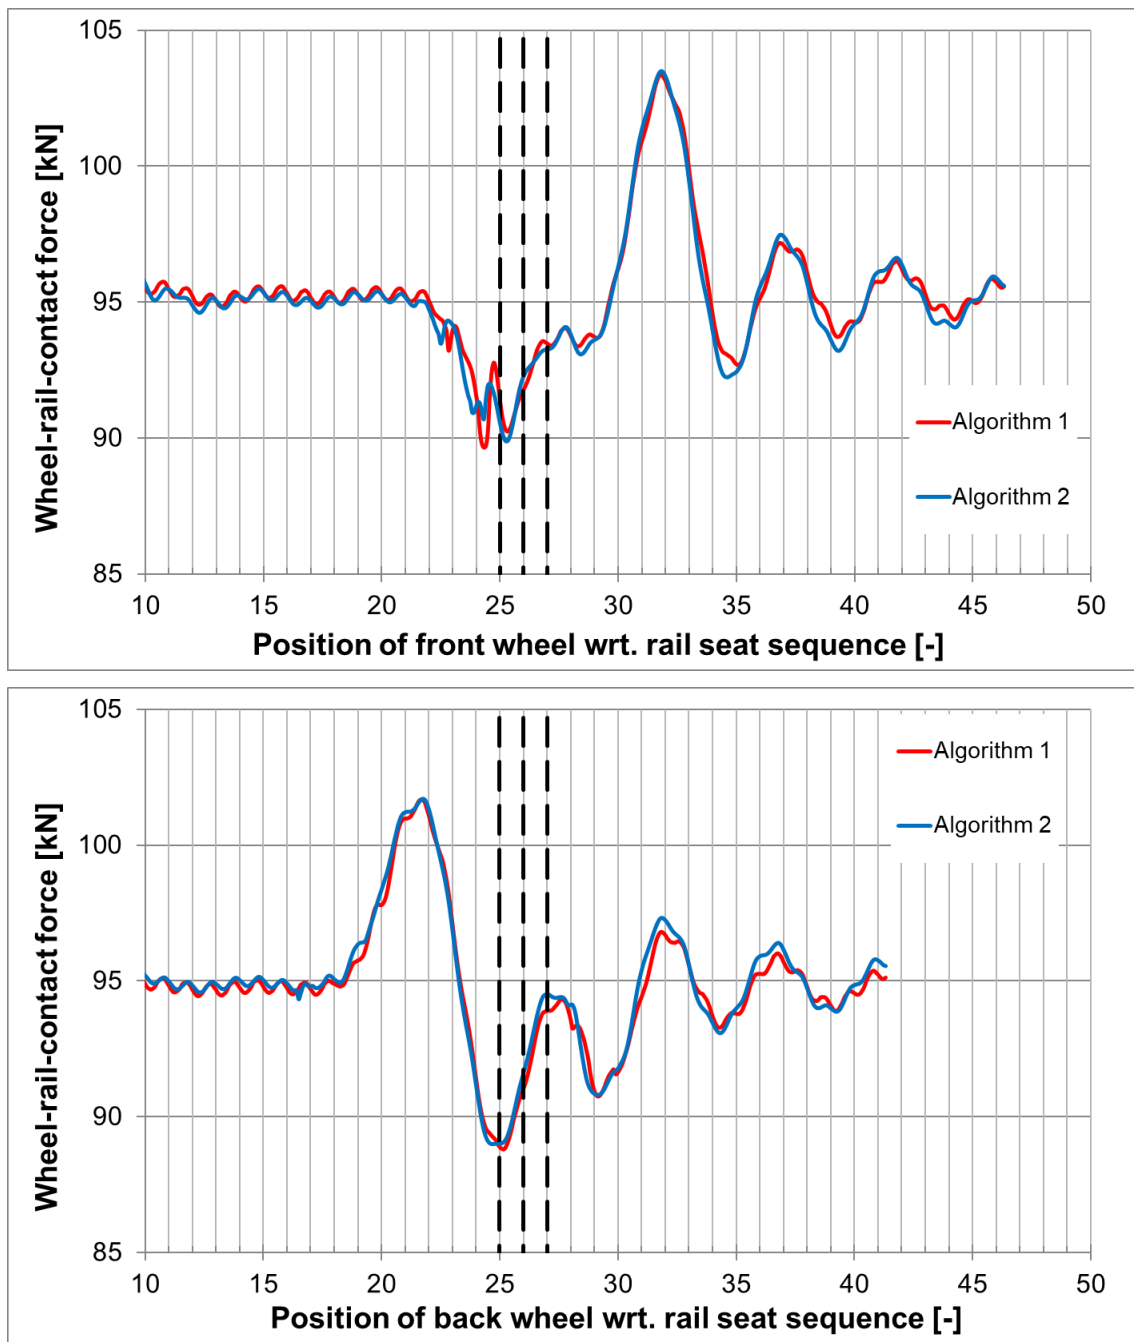 105
100
95
90
85
Wheel-rail-contact force [kN]
Algorithm 1
Algorithm 2
10 15 20 25 30 35 40 45 50
Position of front wheel wrt. rail seat sequence [-]
105
100
95
90
85
Wheel-rail-contact force [kN]
Algorithm 1
Algorithm 2
10 15 20 25 30 35 40 45 50
Position of back wheel wrt. rail seat sequence [-]